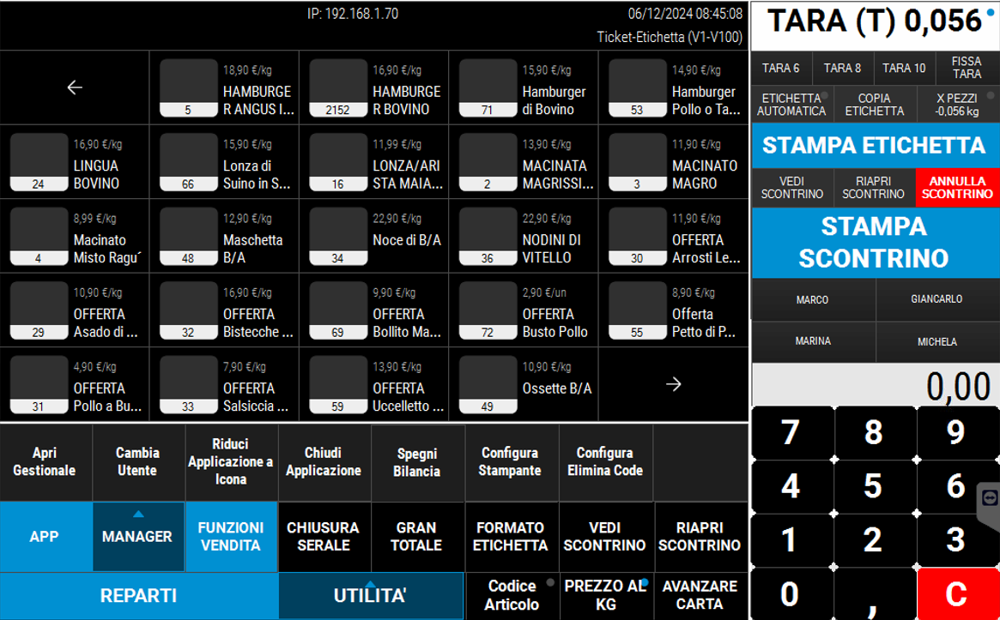 IP: 192.168.1.70
06/12/2024 08:45:08
Ticket-Etichetta (V1-V100)
TARA (T) 0,056
TARA 6
TARA 8
TARA 10
FISSA
TARA
ETICHETTA
AUTOMATICA
COPIA
ETICHETTA
X PEZZI
-0,056 kg
STAMPA ETICHETTA
VEDI
SCONTRINO
RIAPRI
SCONTRINO
ANNULLA
SCONTRINO
STAMPA
SCONTRINO
MARCO
GIANCARLO
MARINA
MICHELA
0,00
7
8
9
4
5
6
1
2
3
0
,
C
←
18,90 €/kg
HAMBURGE
R ANGUS I...
5
16,90 €/kg
HAMBURGE
R BOVINO
2152
15,90 €/kg
Hamburger
di Bovino
71
14,90 €/kg
Hamburger
Pollo o Ta...
53
16,90 €/kg
LINGUA
BOVINO
24
15,90 €/kg
Lonza di
Suino in S...
66
11,99 €/kg
LONZA/ARI
STA MAIA...
16
13,90 €/kg
MACINATA
MAGRISSI...
2
11,90 €/kg
MACINATO
MAGRO
3
8,99 €/kg
Macinato
Misto Ragu´
4
12,90 €/kg
Maschetta
B/A
48
22,90 €/kg
Noce di B/A
34
22,90 €/kg
NODINI DI
VITELLO
36
11,90 €/kg
OFFERTA
Arrosti Le...
30
10,90 €/kg
OFFERTA
Asado di ...
29
16,90 €/kg
OFFERTA
Bistecche ...
32
9,90 €/kg
OFFERTA
Bollito Ma...
69
2,90 €/un
OFFERTA
Busto Pollo
72
8,90 €/kg
Offerta
Petto di P...
55
4,90 €/kg
OFFERTA
Pollo a Bu...
31
7,90 €/kg
OFFERTA
Salsiccia ...
33
13,90 €/kg
OFFERTA
Uccelletto ...
59
10,90 €/kg
Ossette B/A
49
→
Apri
Gestionale
Cambia
Utente
Riduci
Applicazione a
Icona
Chiudi
Applicazione
Spegni
Bilancia
Configura
Stampante
Configura
Elimina Code
APP
MANAGER
FUNZIONI
VENDITA
CHIUSURA
SERALE
GRAN
TOTALE
FORMATO
ETICHETTA
VEDI
SCONTRINO
RIAPRI
SCONTRINO
REPARTI
UTILITA'
Codice
Articolo
PREZZO AL
KG
AVANZARE
CARTA